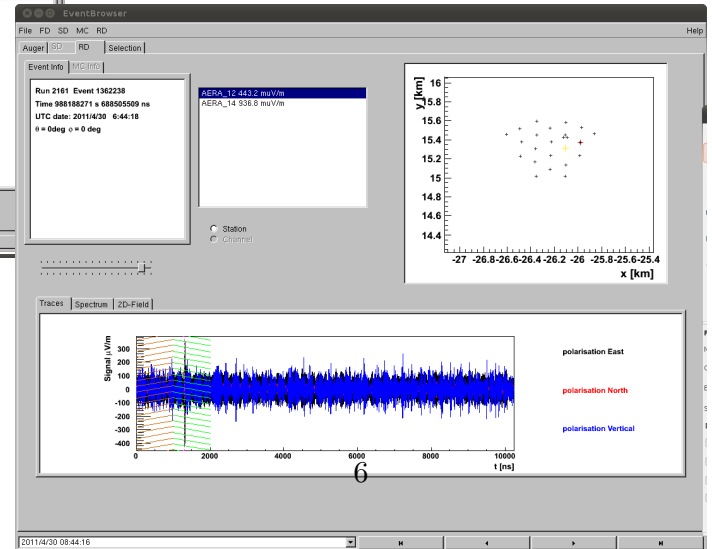 EventBrowser
File FD SD MC RD Help
Auger SD RD Selection
Event Info MC Info
Run 2161 Event 1362238
Time 988188271 s 688505509 ns
UTC date: 2011/4/30 6:44:18
θ = 0deg φ = 0 deg
AERA_12 443.2 muV/m
AERA_14 936.8 muV/m
Station
Channel
y [km]
16
15.8
15.6
15.4
15.2
15
14.8
14.6
14.4
-27 -26.8 -26.6 -26.4 -26.2 -26 -25.8 -25.6 -25.4
x [km]
Traces Spectrum 2D-Field
Signal μV/m
300
200
100
0
-100
-200
-300
-400
0 2000 4000 6000 8000 10000
t [ns]
polarisation East
polarisation North
polarisation Vertical
6
2011/4/30 08:44:16